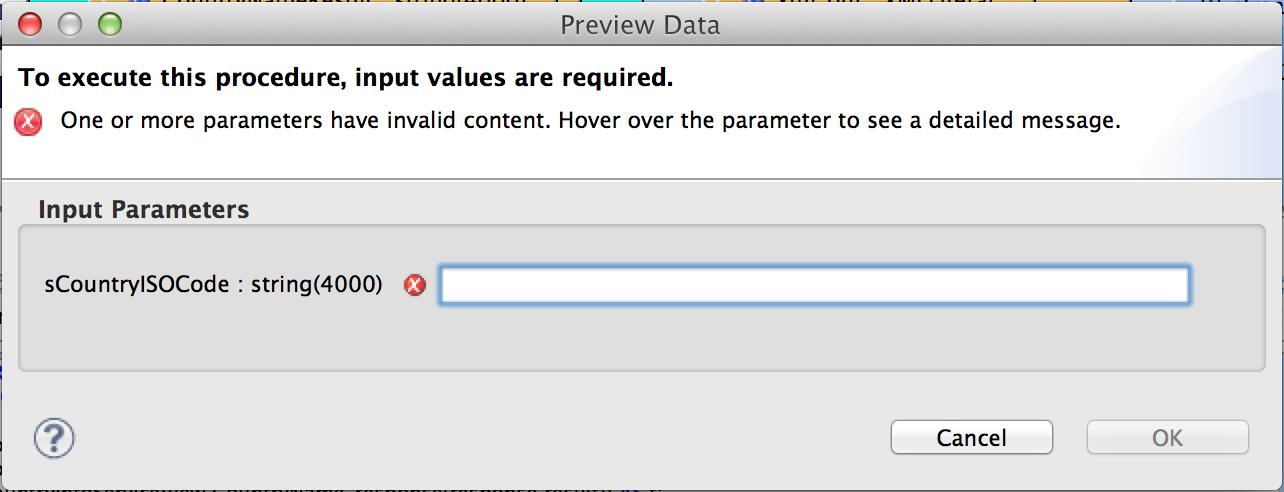 Preview Data
To execute this procedure, input values are required.
One or more parameters have invalid content. Hover over the parameter to see a detailed message.
Input Parameters
sCountryISOCode : string(4000)
Cancel
OK